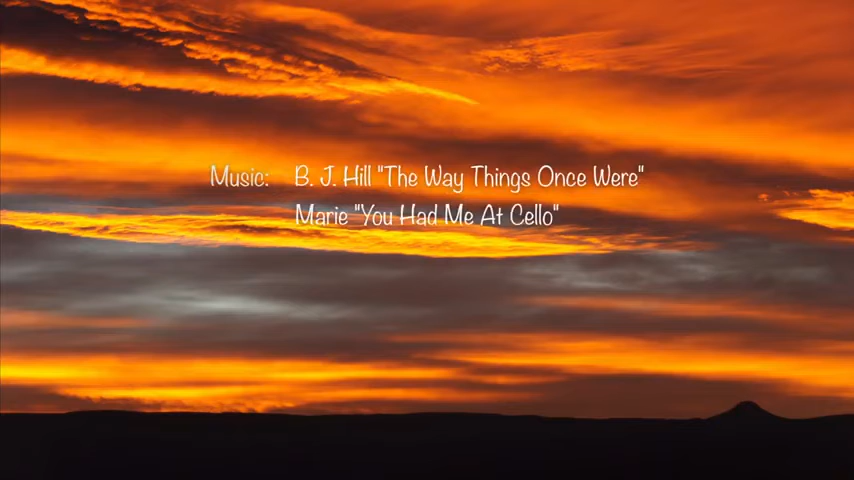 Music: B. J. Hill "The Way Things Once Were"
Marie "You Had Me At Cello"